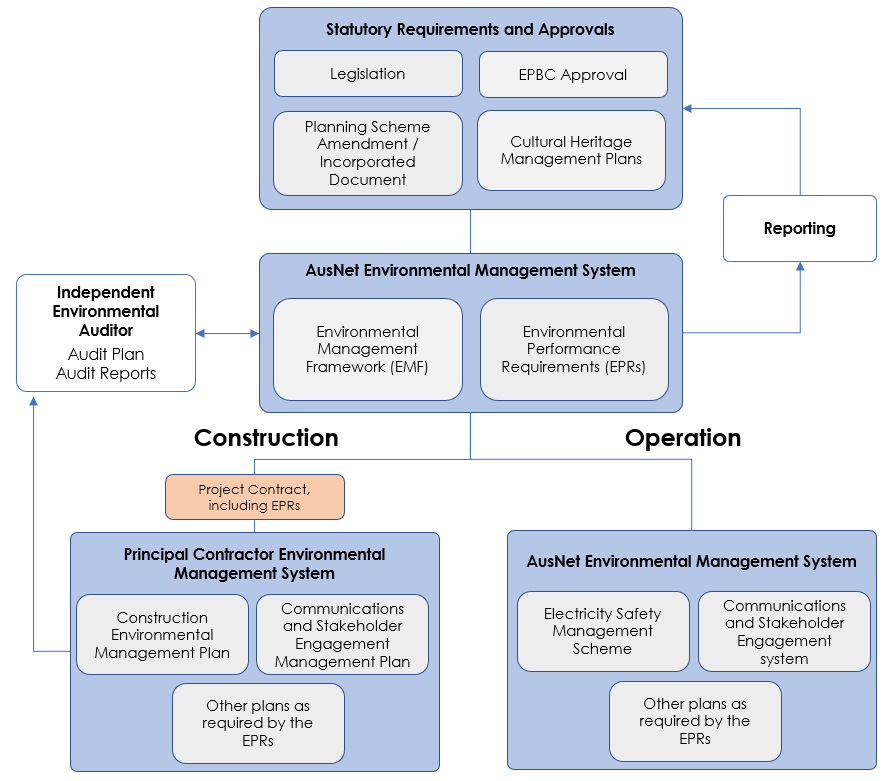 Statutory Requirements and Approvals
Legislation
EPBC Approval
Planning Scheme
Amendment /
Incorporated
Document
Cultural Heritage
Management Plans
Reporting
AusNet Environmental Management System
Environmental
Management
Framework (EMF)
Environmental
Performance
Requirements (EPRs)
Independent
Environmental
Auditor
Audit Plan
Audit Reports
Construction
Operation
Project Contract,
including EPRs
Principal Contractor Environmental
Management System
Construction
Environmental
Management Plan
Communications
and Stakeholder
Engagement
Management Plan
Other plans as
required by the
EPRs
AusNet Environmental Management System
Electricity Safety
Management
Scheme
Communications
and Stakeholder
Engagement
system
Other plans as
required by the
EPRs